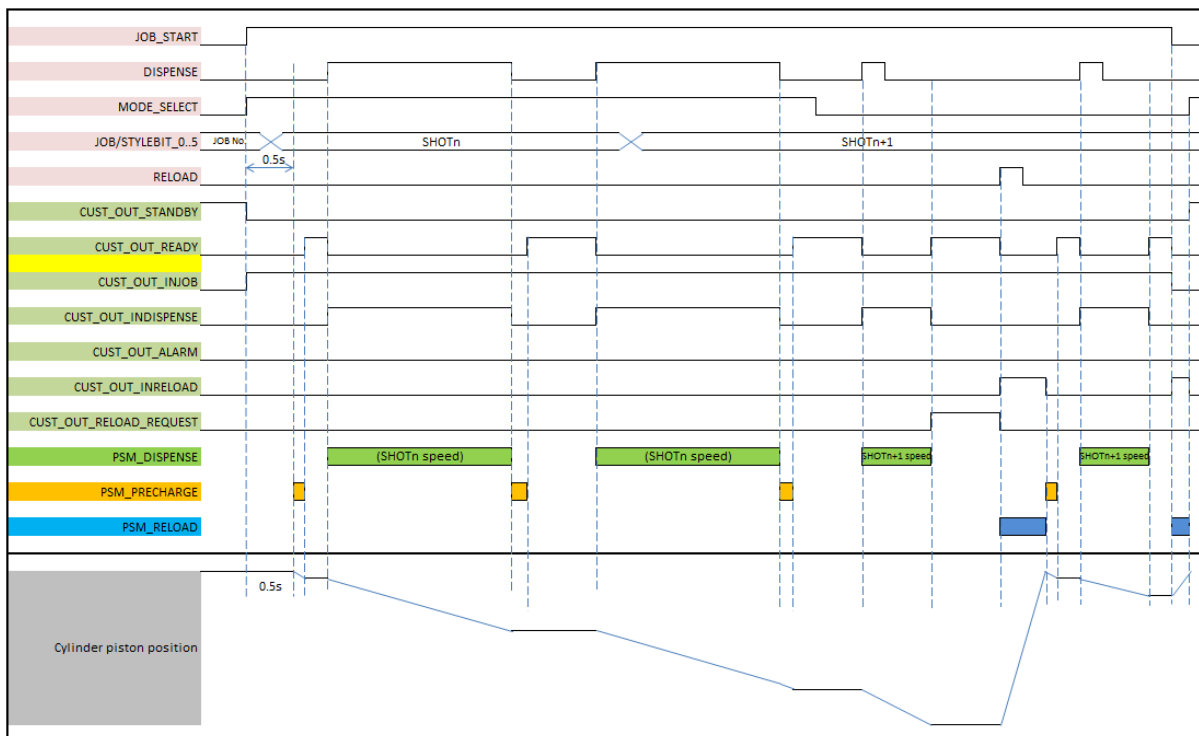 JOB_START
DISPENSE
MODE_SELECT
JOB/STYLEBIT_0..5 JOB No. SHOTn SHOTn+1
0.5s
RELOAD
CUST_OUT_STANDBY
CUST_OUT_READY
CUST_OUT_INJOB
CUST_OUT_INDISPENSE
CUST_OUT_ALARM
CUST_OUT_INRELOAD
CUST_OUT_RELOAD_REQUEST
PSM_DISPENSE (SHOTn speed) (SHOTn speed) SHOTn+1 speed SHOTn+1 speed
PSM_PRECHARGE
PSM_RELOAD
0.5s
Cylinder piston position